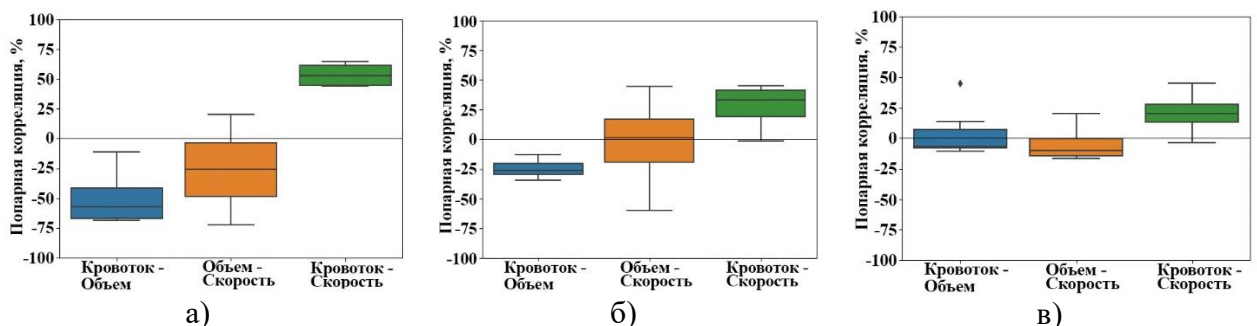 Попарная корреляция, %
100
75
50
25
0
-25
-50
-75
-100
Кровоток -
Объем
Объем -
Скорость
Кровоток -
Скорость
а)
Попарная корреляция, %
100
75
50
25
0
-25
-50
-75
-100
Кровоток -
Объем
Объем -
Скорость
Кровоток -
Скорость
б)
Попарная корреляция, %
100
75
50
25
0
-25
-50
-75
-100
Кровоток -
Объем
Объем -
Скорость
Кровоток -
Скорость
в)